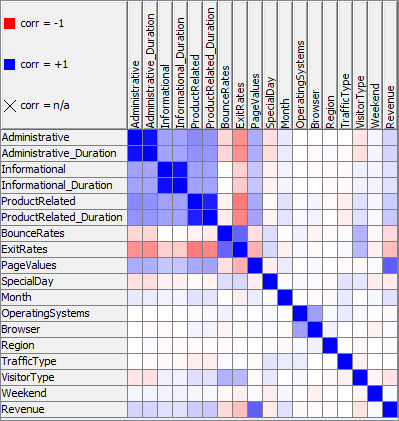 corr = -1
corr = +1
corr = n/a
Administrative
Administrative_Duration
Informational
Informational_Duration
ProductRelated
ProductRelated_Duration
BounceRates
ExitRates
PageValues
SpecialDay
Month
OperatingSystems
Browser
Region
TrafficType
VisitorType
Weekend
Revenue
Administrative
Administrative_Duration
Informational
Informational_Duration
ProductRelated
ProductRelated_Duration
BounceRates
ExitRates
PageValues
SpecialDay
Month
OperatingSystems
Browser
Region
TrafficType
VisitorType
Weekend
Revenue